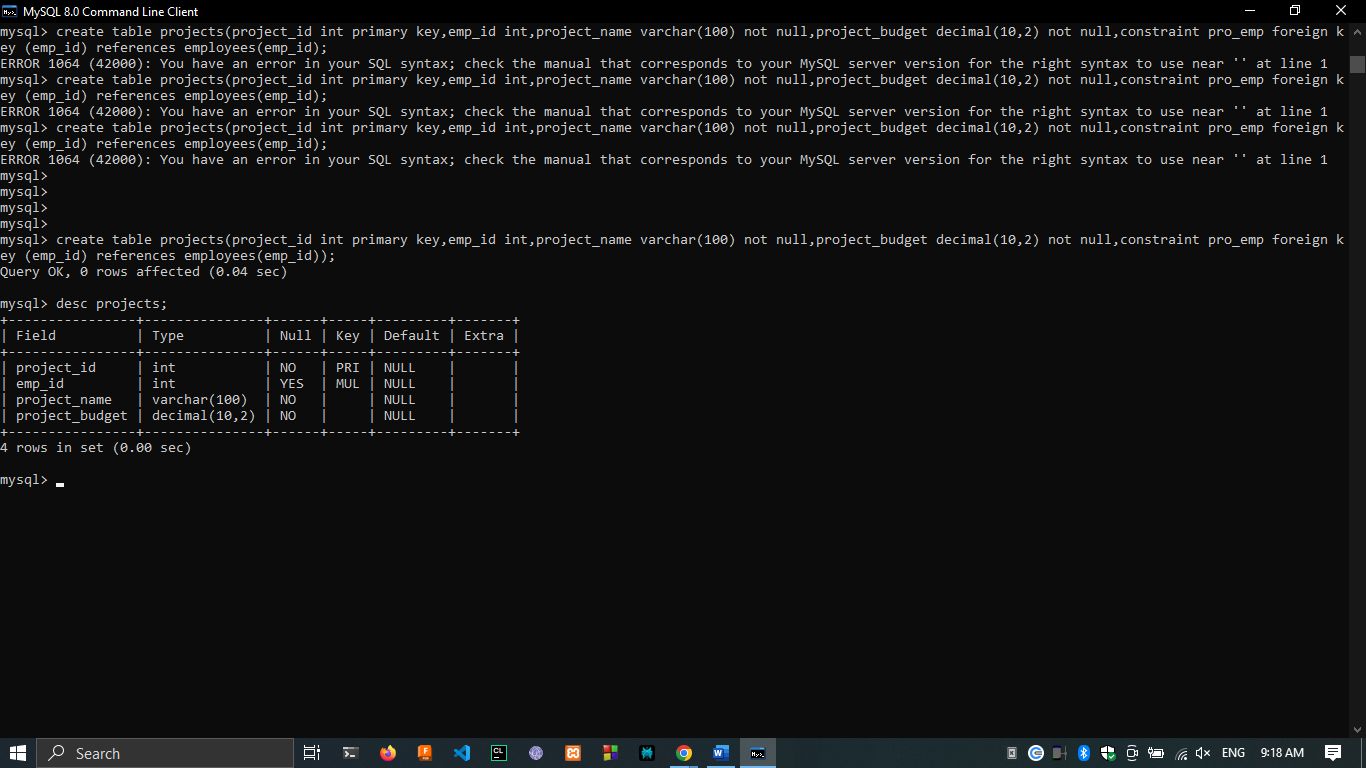 MySQL 8.0 Command Line Client
mysql> create table projects(project_id int primary key,emp_id int,project_name varchar(100) not null,project_budget decimal(10,2) not null,constraint pro_emp foreign k
ey (emp_id) references employees(emp_id);
ERROR 1064 (42000): You have an error in your SQL syntax; check the manual that corresponds to your MySQL server version for the right syntax to use near '' at line 1
mysql> create table projects(project_id int primary key,emp_id int,project_name varchar(100) not null,project_budget decimal(10,2) not null,constraint pro_emp foreign k
ey (emp_id) references employees(emp_id);
ERROR 1064 (42000): You have an error in your SQL syntax; check the manual that corresponds to your MySQL server version for the right syntax to use near '' at line 1
mysql> create table projects(project_id int primary key,emp_id int,project_name varchar(100) not null,project_budget decimal(10,2) not null,constraint pro_emp foreign k
ey (emp_id) references employees(emp_id);
ERROR 1064 (42000): You have an error in your SQL syntax; check the manual that corresponds to your MySQL server version for the right syntax to use near '' at line 1
mysql>
mysql>
mysql>
mysql>
mysql> create table projects(project_id int primary key,emp_id int,project_name varchar(100) not null,project_budget decimal(10,2) not null,constraint pro_emp foreign k
ey (emp_id) references employees(emp_id));
Query OK, 0 rows affected (0.04 sec)
mysql> desc projects;
+----------------+---------------+------+-----+---------+-------+
| Field          | Type          | Null | Key | Default | Extra |
+----------------+---------------+------+-----+---------+-------+
| project_id     | int           | NO   | PRI | NULL    |       |
| emp_id         | int           | YES  | MUL | NULL    |       |
| project_name   | varchar(100)  | NO   |     | NULL    |       |
| project_budget | decimal(10,2) | NO   |     | NULL    |       |
+----------------+---------------+------+-----+---------+-------+
4 rows in set (0.00 sec)
mysql> _
Search
ENG
9:18 AM